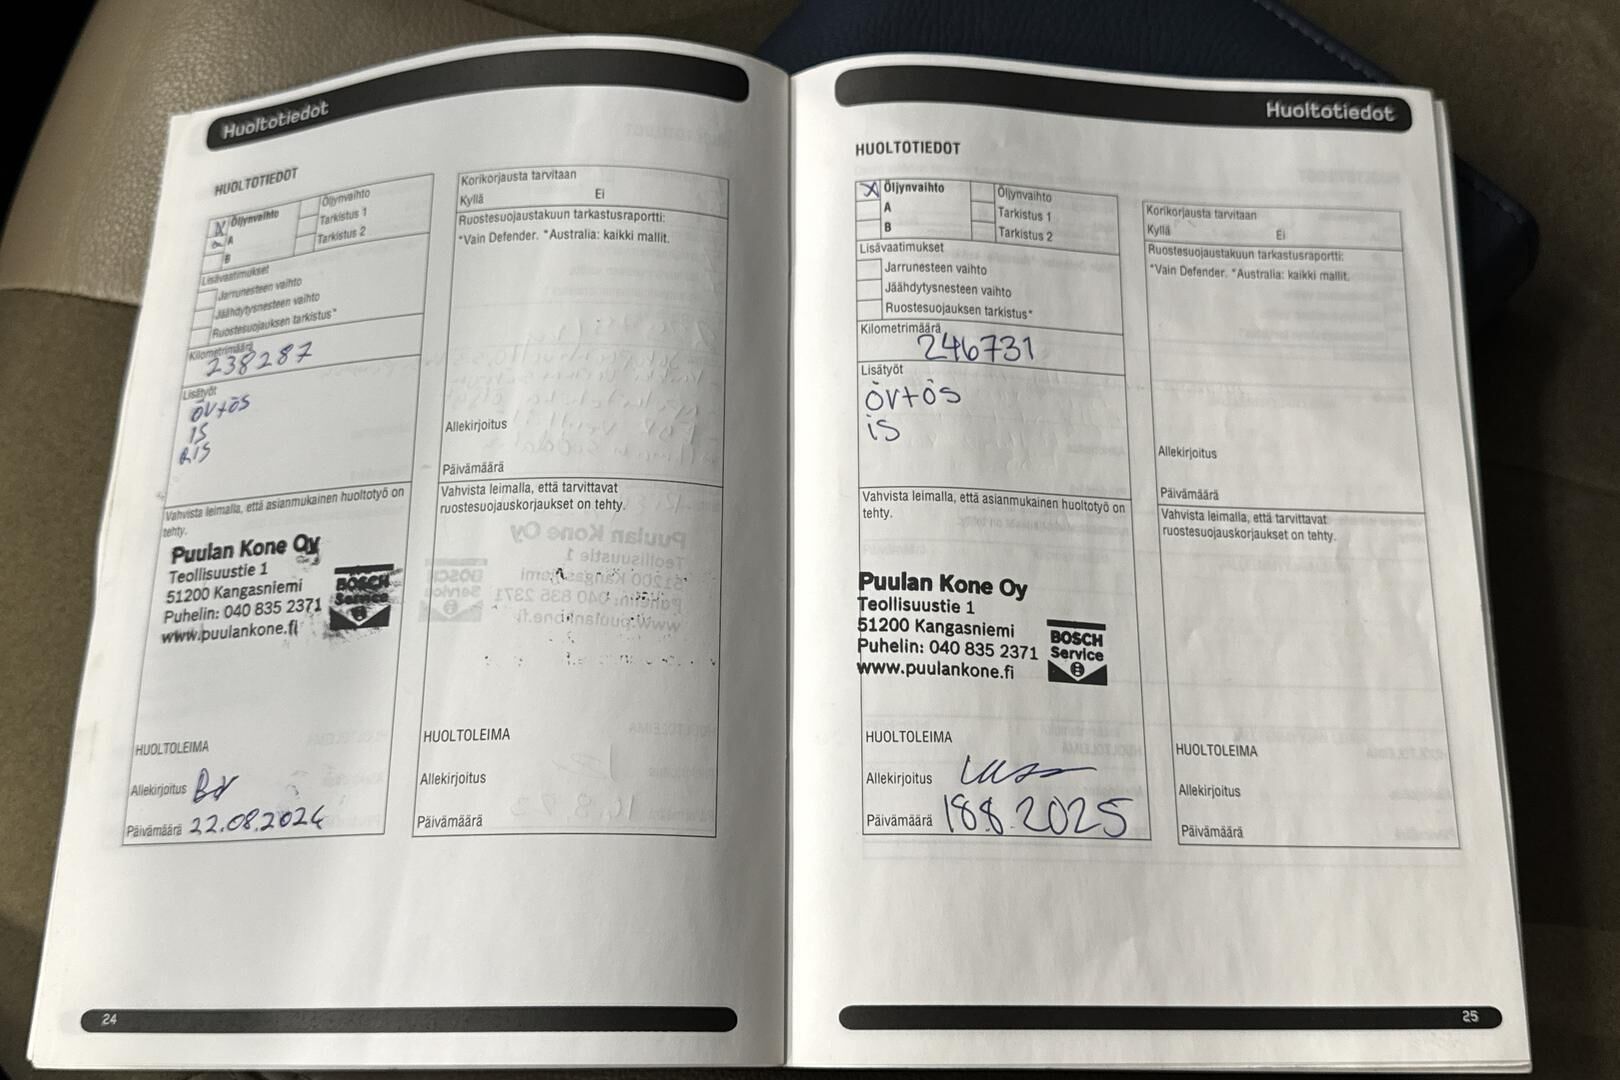 Huoltotiedot
HUOLTOTIEDOT
Öljynvaihto
A
B
Öljynvaihto
Tarkistus 1
Tarkistus 2
Lisävaatimukset
Jarrunesteen vaihto
Jäähdytysnesteen vaihto
Ruostesuojauksen tarkistus*
Kilometrimäärä
238287
Lisätyöt
öv+ös
is
RIS
Vahvista leimalla, että asianmukainen huoltotyö on
tehty.
Puulan Kone Oy
Teollisuustie 1
51200 Kangasniemi
Puhelin: 040 835 2371
www.puulankone.fi
BOSCH
Service
HUOLTOLEIMA
Allekirjoitus
Päivämäärä 22.08.2024
Korikorjausta tarvitaan
Kyllä Ei
Ruostesuojaustakuun tarkastusraportti:
*Vain Defender. *Australia: kaikki mallit.
Allekirjoitus
Päivämäärä
Vahvista leimalla, että tarvittavat
ruostesuojauskorjaukset on tehty.
HUOLTOLEIMA
Allekirjoitus
Päivämäärä
24
Huoltotiedot
HUOLTOTIEDOT
X Öljynvaihto
A
B
Öljynvaihto
Tarkistus 1
Tarkistus 2
Lisävaatimukset
Jarrunesteen vaihto
Jäähdytysnesteen vaihto
Ruostesuojauksen tarkistus*
Kilometrimäärä
246731
Lisätyöt
öv+ös
is
Vahvista leimalla, että asianmukainen huoltotyö on
tehty.
Puulan Kone Oy
Teollisuustie 1
51200 Kangasniemi
Puhelin: 040 835 2371
www.puulankone.fi
BOSCH
Service
HUOLTOLEIMA
Allekirjoitus
Päivämäärä 18.8.2025
Korikorjausta tarvitaan
Kyllä Ei
Ruostesuojaustakuun tarkastusraportti:
*Vain Defender. *Australia: kaikki mallit.
Allekirjoitus
Päivämäärä
Vahvista leimalla, että tarvittavat
ruostesuojauskorjaukset on tehty.
HUOLTOLEIMA
Allekirjoitus
Päivämäärä
25